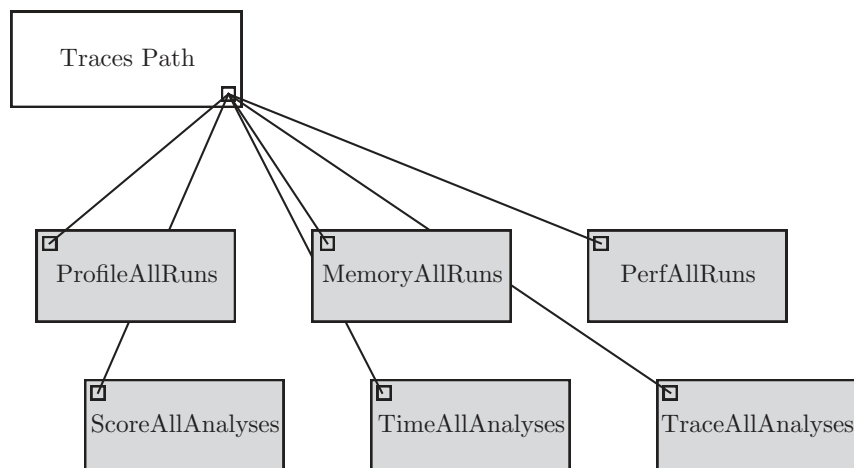 Traces Path
ProfileAllRuns
MemoryAllRuns
PerfAllRuns
ScoreAllAnalyses
TimeAllAnalyses
TraceAllAnalyses